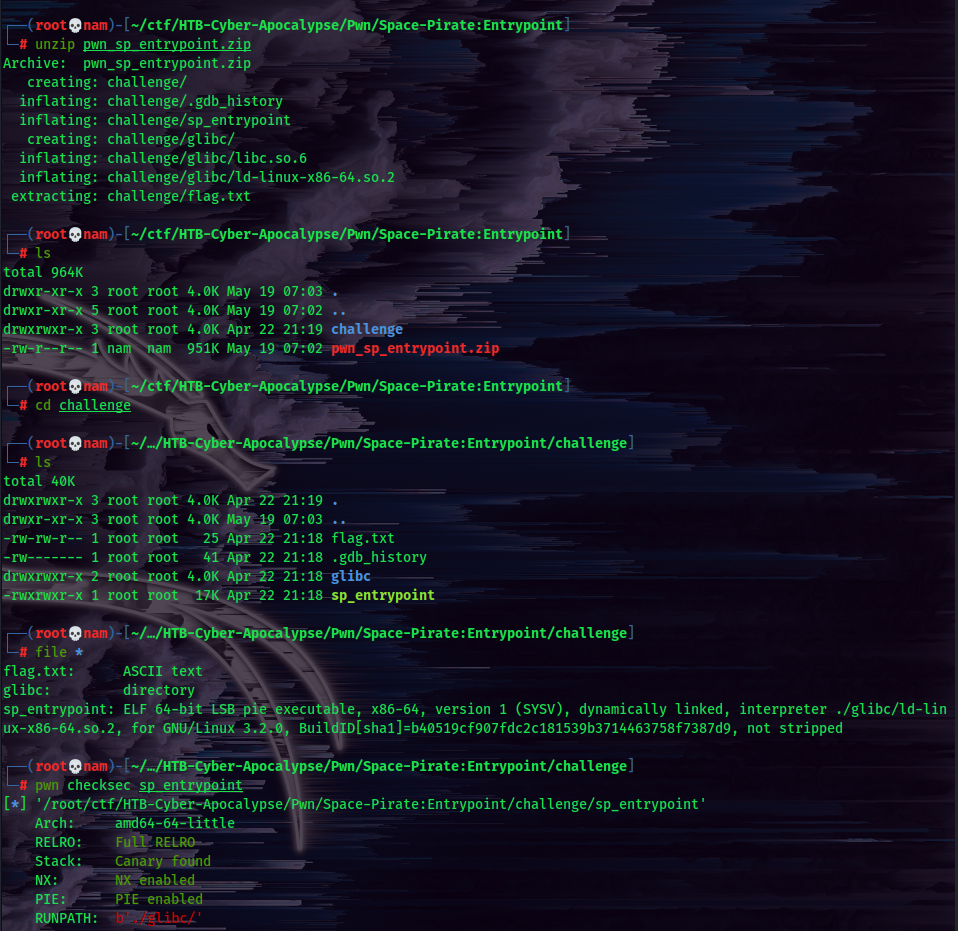 ┌──(root💀nam)-[~/ctf/HTB-Cyber-Apocalypse/Pwn/Space-Pirate:Entrypoint]
└─# unzip pwn_sp_entrypoint.zip
Archive:  pwn_sp_entrypoint.zip
   creating: challenge/
  inflating: challenge/.gdb_history
  inflating: challenge/sp_entrypoint
   creating: challenge/glibc/
  inflating: challenge/glibc/libc.so.6
  inflating: challenge/glibc/ld-linux-x86-64.so.2
 extracting: challenge/flag.txt
┌──(root💀nam)-[~/ctf/HTB-Cyber-Apocalypse/Pwn/Space-Pirate:Entrypoint]
└─# ls
total 964K
drwxr-xr-x 3 root root 4.0K May 19 07:03 .
drwxr-xr-x 5 root root 4.0K May 19 07:02 ..
drwxrwxr-x 3 root root 4.0K Apr 22 21:19 challenge
-rw-r--r-- 1 nam  nam  951K May 19 07:02 pwn_sp_entrypoint.zip
┌──(root💀nam)-[~/ctf/HTB-Cyber-Apocalypse/Pwn/Space-Pirate:Entrypoint]
└─# cd challenge
┌──(root💀nam)-[~/…/HTB-Cyber-Apocalypse/Pwn/Space-Pirate:Entrypoint/challenge]
└─# ls
total 40K
drwxrwxr-x 3 root root 4.0K Apr 22 21:19 .
drwxr-xr-x 3 root root 4.0K May 19 07:03 ..
-rw-rw-r-- 1 root root   25 Apr 22 21:18 flag.txt
-rw------- 1 root root   41 Apr 22 21:18 .gdb_history
drwxrwxr-x 2 root root 4.0K Apr 22 21:18 glibc
-rwxrwxr-x 1 root root  17K Apr 22 21:18 sp_entrypoint
┌──(root💀nam)-[~/…/HTB-Cyber-Apocalypse/Pwn/Space-Pirate:Entrypoint/challenge]
└─# file *
flag.txt:      ASCII text
glibc:         directory
sp_entrypoint: ELF 64-bit LSB pie executable, x86-64, version 1 (SYSV), dynamically linked, interpreter ./glibc/ld-lin
ux-x86-64.so.2, for GNU/Linux 3.2.0, BuildID[sha1]=b40519cf907fdc2c181539b3714463758f7387d9, not stripped
┌──(root💀nam)-[~/…/HTB-Cyber-Apocalypse/Pwn/Space-Pirate:Entrypoint/challenge]
└─# pwn checksec sp_entrypoint
[*] '/root/ctf/HTB-Cyber-Apocalypse/Pwn/Space-Pirate:Entrypoint/challenge/sp_entrypoint'
    Arch:     amd64-64-little
    RELRO:    Full RELRO
    Stack:    Canary found
    NX:       NX enabled
    PIE:      PIE enabled
    RUNPATH:  b'./glibc/'